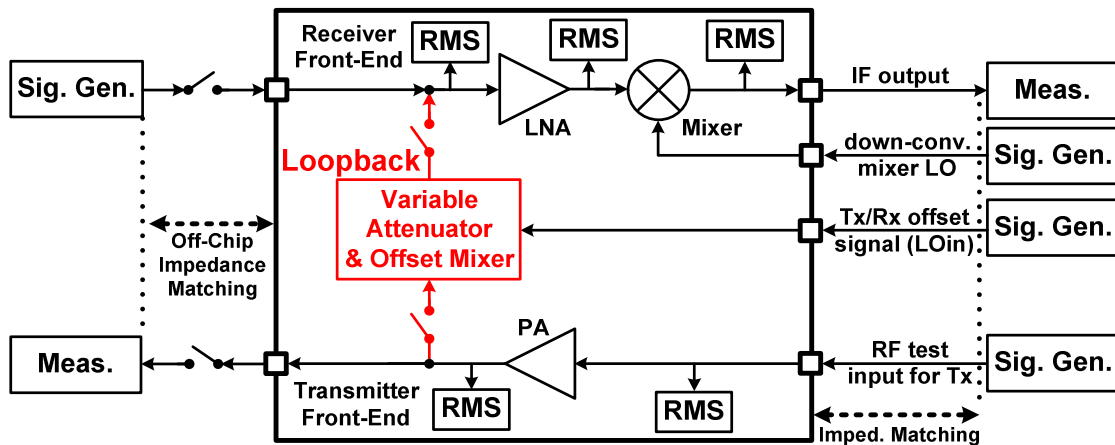 Receiver
Front-End
RMS
RMS
RMS
Sig. Gen.
LNA
Mixer
IF output
Meas.
down-conv.
mixer LO
Sig. Gen.
Loopback
Variable
Attenuator
& Offset Mixer
Tx/Rx offset
signal (LOin)
Sig. Gen.
Off-Chip
Impedance
Matching
PA
Meas.
Transmitter
Front-End
RMS
RMS
RF test
input for Tx
Sig. Gen.
Imped. Matching